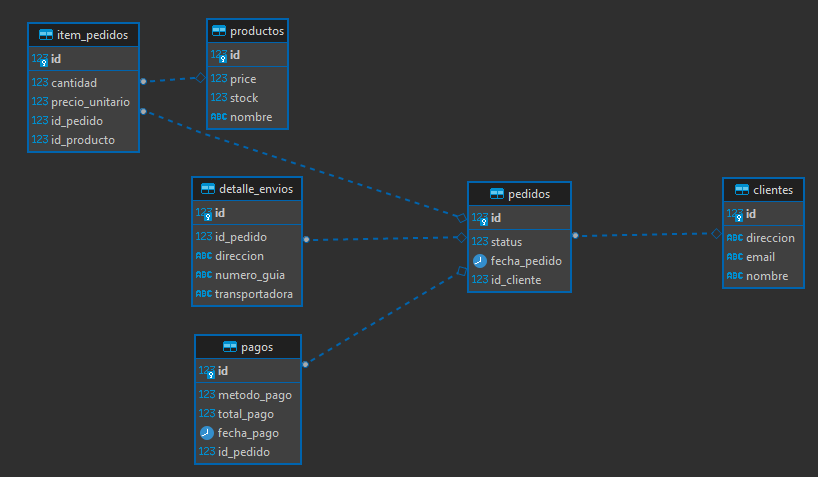 item_pedidos
123 id
123 cantidad
123 precio_unitario
123 id_pedido
123 id_producto
productos
123 id
123 price
123 stock
ABC nombre
detalle_envios
123 id
123 id_pedido
ABC direccion
ABC numero_guia
ABC transportadora
pedidos
123 id
123 status
fecha_pedido
123 id_cliente
clientes
123 id
ABC direccion
ABC email
ABC nombre
pagos
123 id
123 metodo_pago
123 total_pago
fecha_pago
123 id_pedido